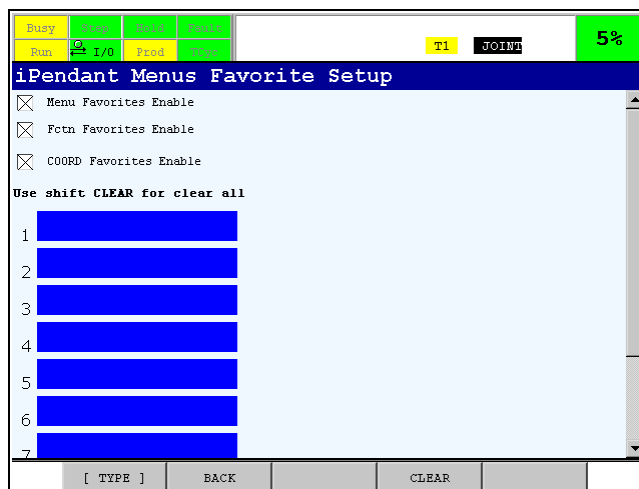 Busy Step Hold Fault
Run I/O Prod TCyc
T1 JOINT
5%
iPendant Menus Favorite Setup
Menu Favorites Enable
Fctn Favorites Enable
COORD Favorites Enable
Use shift CLEAR for clear all
1
2
3
4
5
6
7
[ TYPE ] BACK CLEAR